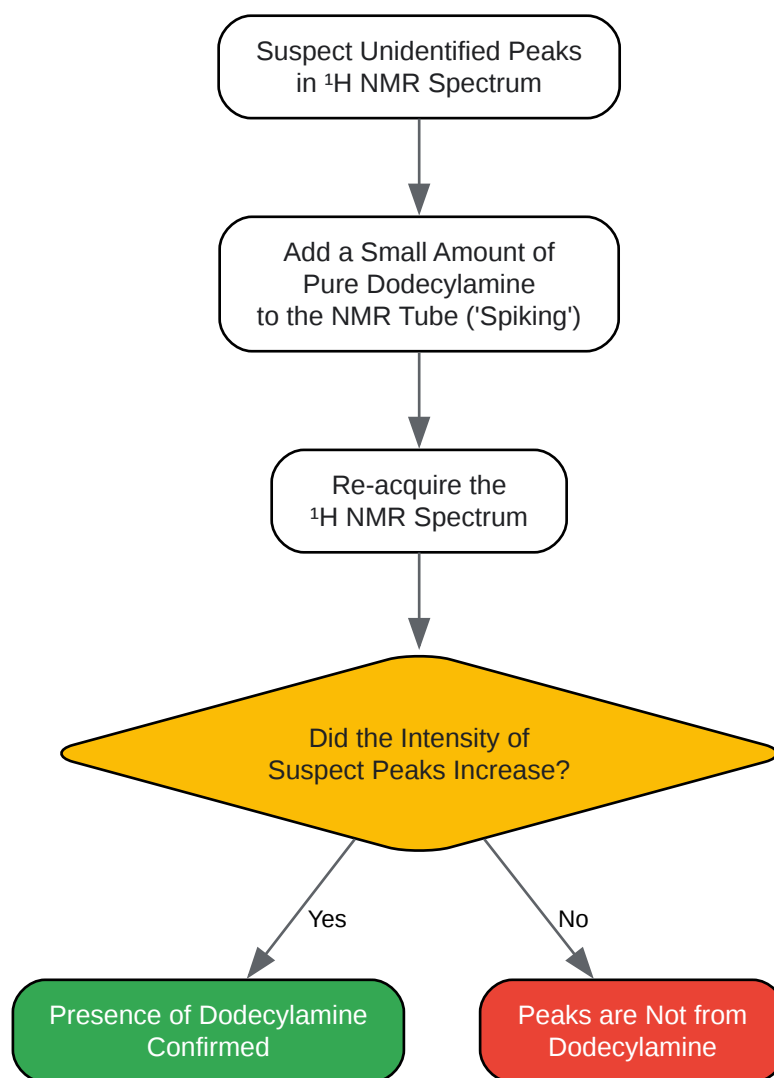 Suspect Unidentified Peaks
in ¹H NMR Spectrum
Add a Small Amount of
Pure Dodecylamine
to the NMR Tube ('Spiking')
Re-acquire the
¹H NMR Spectrum
Did the Intensity of
Suspect Peaks Increase?
Yes
No
Presence of Dodecylamine
Confirmed
Peaks are Not from
Dodecylamine